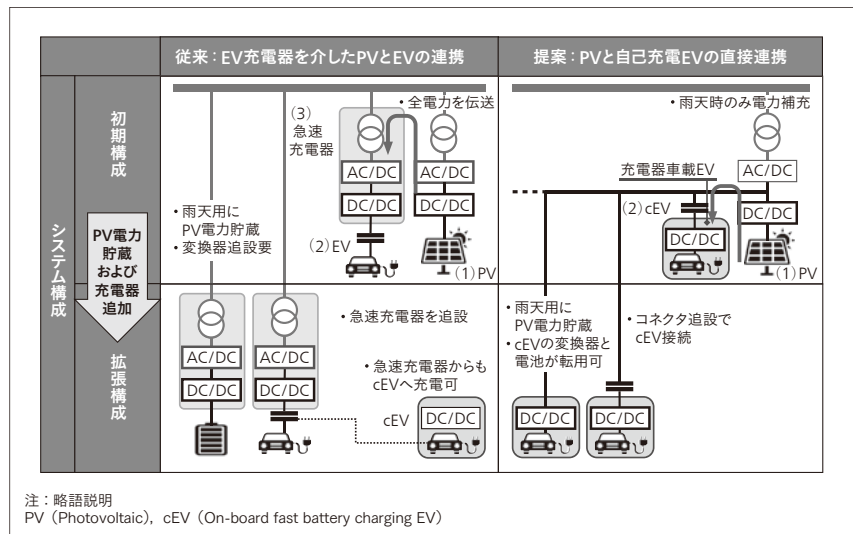 従来：EV充電器を介したPVとEVの連携
提案：PVと自己充電EVの直接連携
システム構成
初期構成
PV電力
貯蔵
および
充電器
追加
拡張構成
・雨天用に
PV電力貯蔵
・変換器追設要
(3)
急速
充電器
・全電力を伝送
AC/DC
DC/DC
AC/DC
DC/DC
(2)EV
(1)PV
・雨天時のみ電力補充
充電器車載EV
AC/DC
(2)cEV
DC/DC
DC/DC
(1)PV
AC/DC
DC/DC
AC/DC
DC/DC
・急速充電器を追設
・急速充電器からも
cEVへ充電可
cEV
DC/DC
・雨天用に
PV電力貯蔵
・cEVの変換器と
電池が転用可
・コネクタ追設で
cEV接続
DC/DC
DC/DC
注：略語説明
PV（Photovoltaic），cEV（On-board fast battery charging EV）